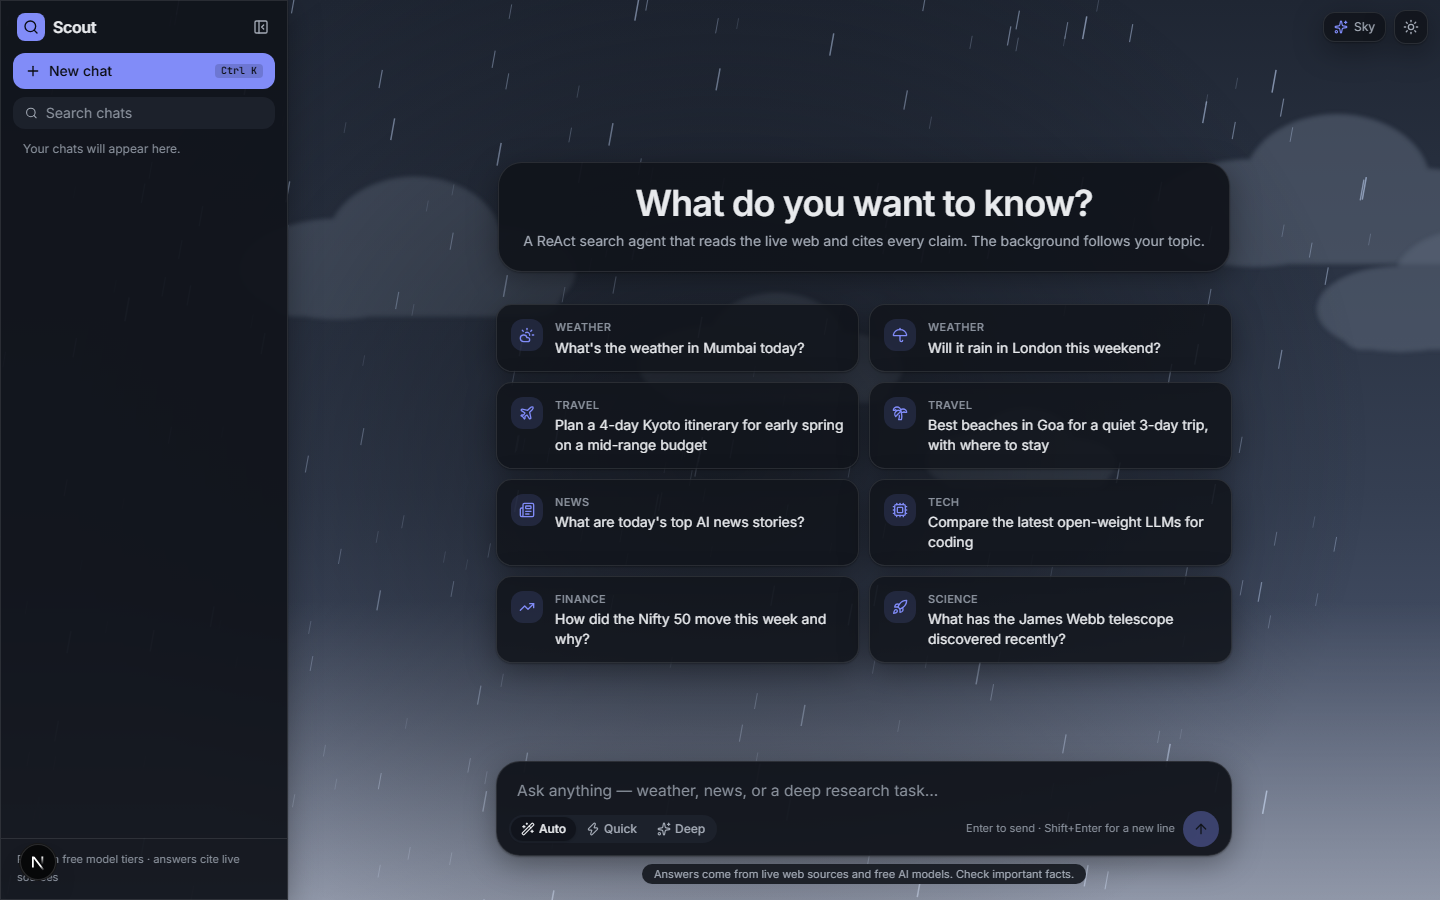 Scout
New chat
Ctrl K
Search chats
Your chats will appear here.
Sky
What do you want to know?
A ReAct search agent that reads the live web and cites every claim. The background follows your topic.
WEATHER
What's the weather in Mumbai today?
WEATHER
Will it rain in London this weekend?
TRAVEL
Plan a 4-day Kyoto itinerary for early spring
on a mid-range budget
TRAVEL
Best beaches in Goa for a quiet 3-day trip,
with where to stay
NEWS
What are today's top AI news stories?
TECH
Compare the latest open-weight LLMs for
coding
FINANCE
How did the Nifty 50 move this week and
why?
SCIENCE
What has the James Webb telescope
discovered recently?
Ask anything — weather, news, or a deep research task...
Auto
Quick
Deep
Enter to send · Shift+Enter for a new line
Answers come from live web sources and free AI models. Check important facts.
free model tiers · answers cite live
N